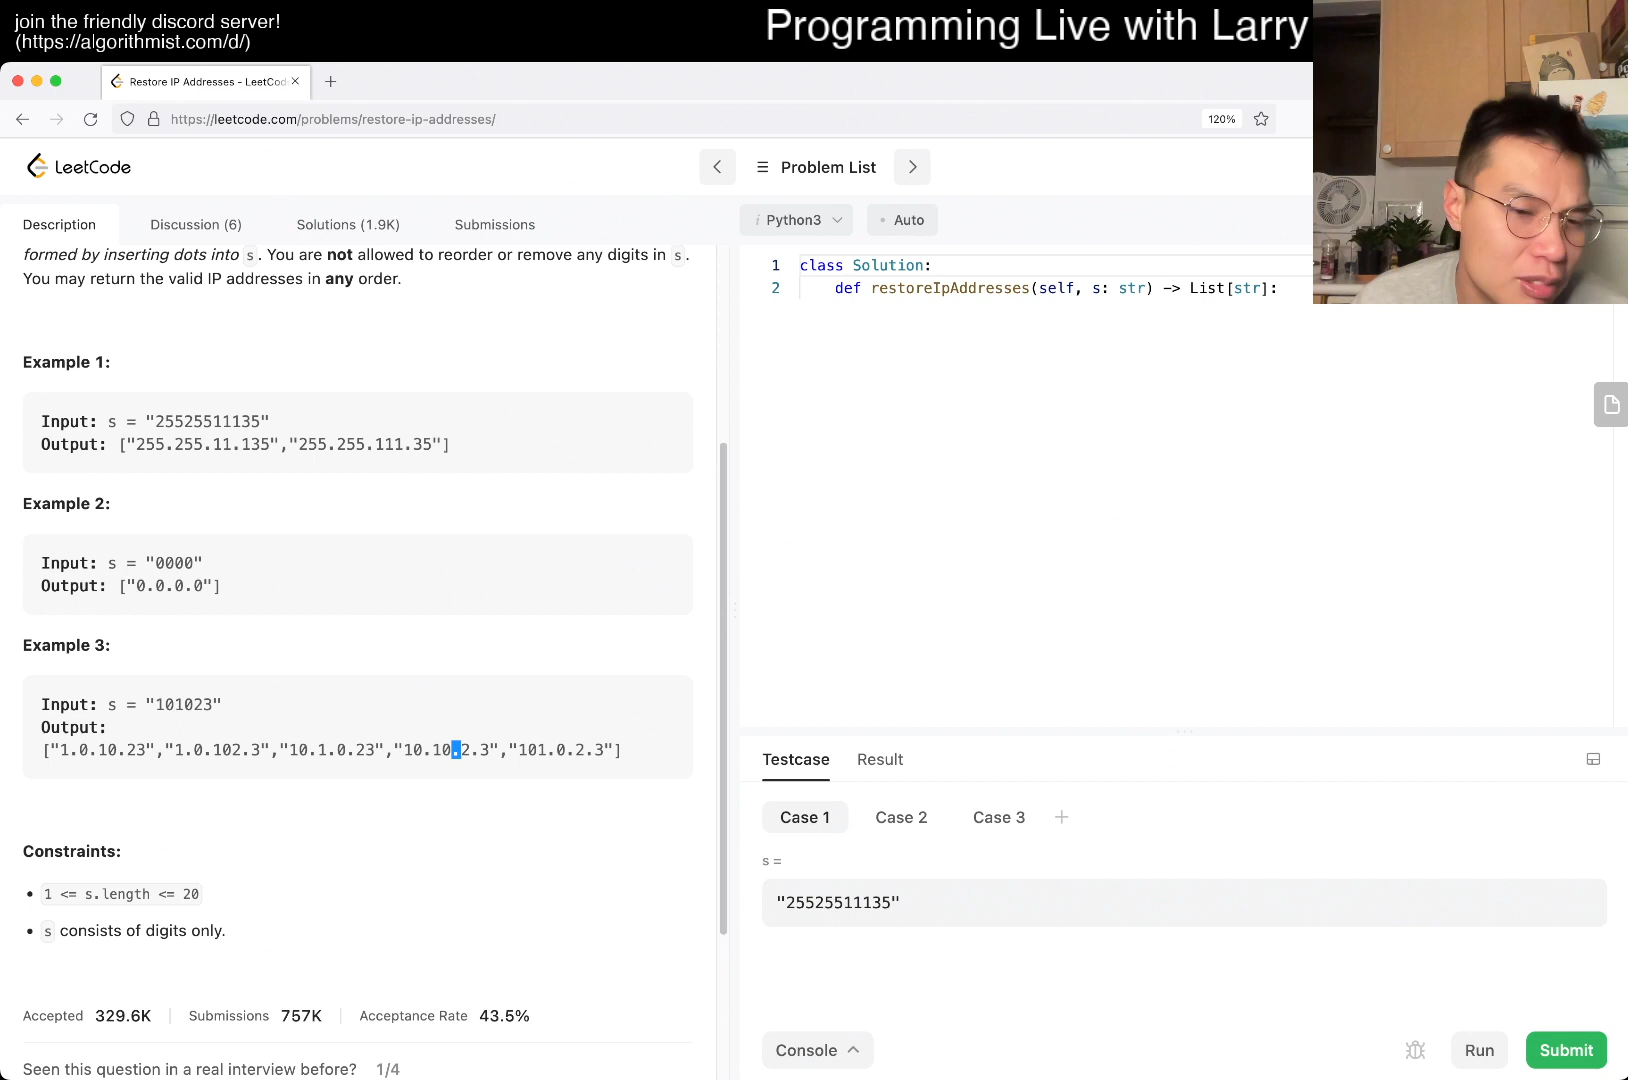 join the friendly discord server!
(https://algorithmist.com/d/)
Programming Live with Larry
Restore IP Addresses - LeetCod
https://leetcode.com/problems/restore-ip-addresses/
120%
LeetCode
Problem List
Description
Discussion (6)
Solutions (1.9K)
Submissions
formed by inserting dots into s. You are not allowed to reorder or remove any digits in s.
You may return the valid IP addresses in any order.
Example 1:
Input: s = "25525511135"
Output: ["255.255.11.135","255.255.111.35"]
Example 2:
Input: s = "0000"
Output: ["0.0.0.0"]
Example 3:
Input: s = "101023"
Output:
["1.0.10.23","1.0.102.3","10.1.0.23","10.10.2.3","101.0.2.3"]
Constraints:
• 1 <= s.length <= 20
• s consists of digits only.
Accepted 329.6K | Submissions 757K | Acceptance Rate 43.5%
Seen this question in a real interview before? 1/4
i Python3
• Auto
1 class Solution:
2 def restoreIpAddresses(self, s: str) -> List[str]:
Testcase
Result
Case 1
Case 2
Case 3
s =
"25525511135"
Console
Run
Submit